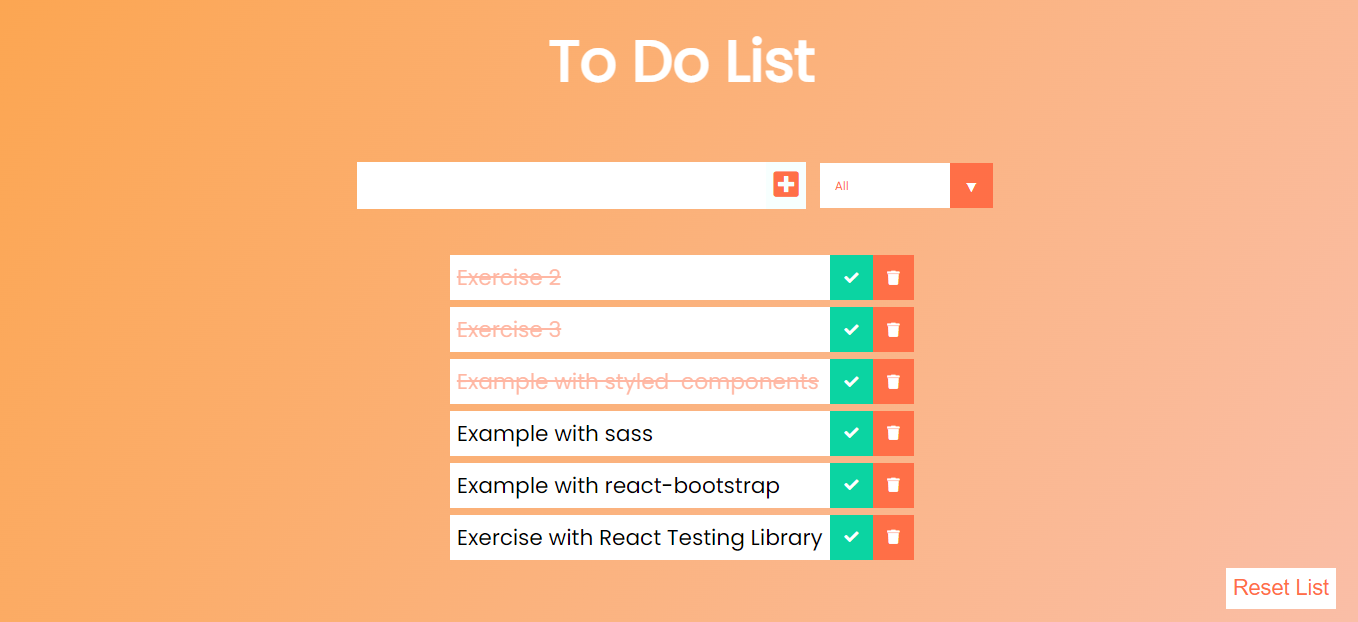 To Do List
All
Exercise 2
Exercise 3
Example with styled-components
Example with sass
Example with react-bootstrap
Exercise with React Testing Library
Reset List